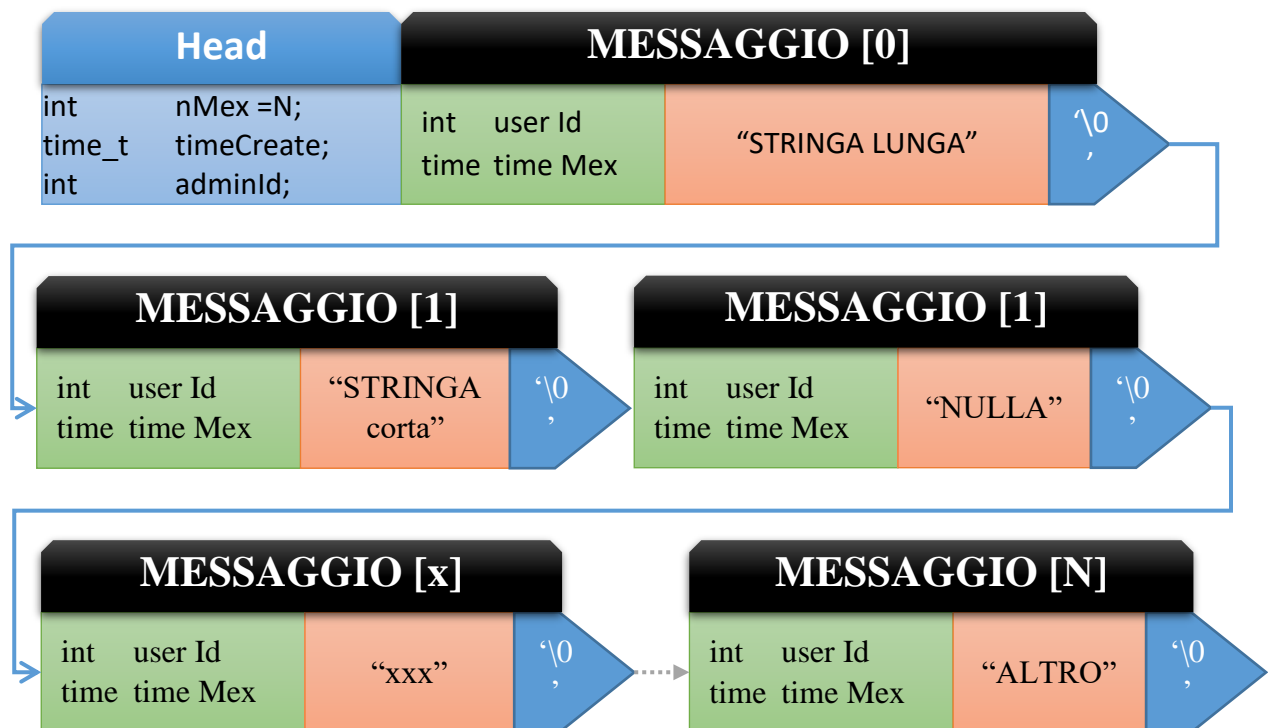 Head
MESSAGGIO [0]
int nMex =N;
time_t timeCreate;
int adminId;
int user Id
time time Mex
“STRINGA LUNGA”
‘\0
’
MESSAGGIO [1]
int user Id
time time Mex
“STRINGA
corta”
‘\0
’
MESSAGGIO [1]
int user Id
time time Mex
“NULLA”
‘\0
’
MESSAGGIO [x]
int user Id
time time Mex
“xxx”
‘\0
’
MESSAGGIO [N]
int user Id
time time Mex
“ALTRO”
‘\0
’